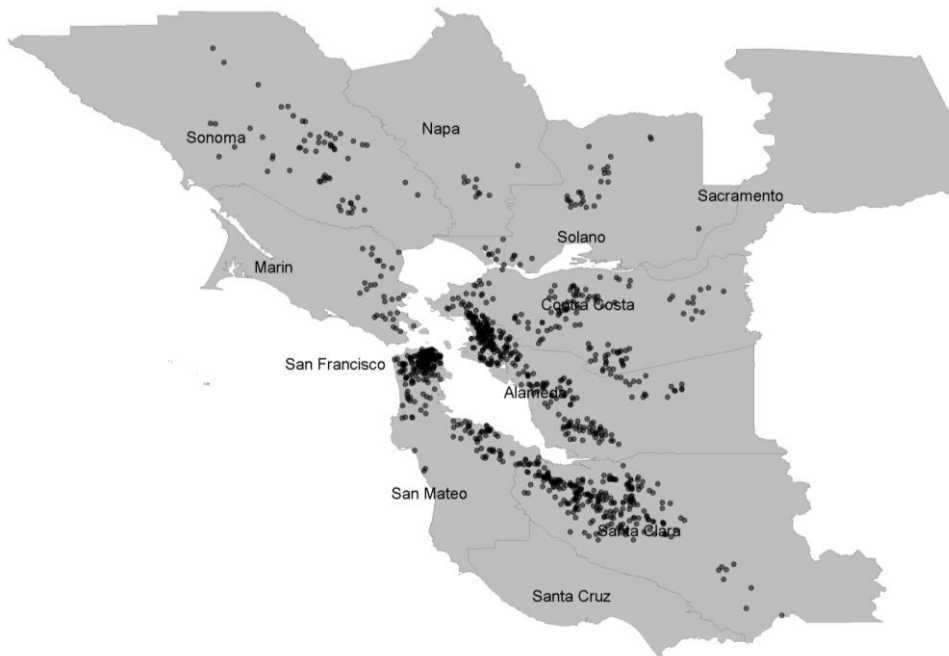 Napa
Sonoma
Sacramento
Solano
Marin
Contra Costa
San Francisco
Alameda
San Mateo
Santa Clara
Santa Cruz